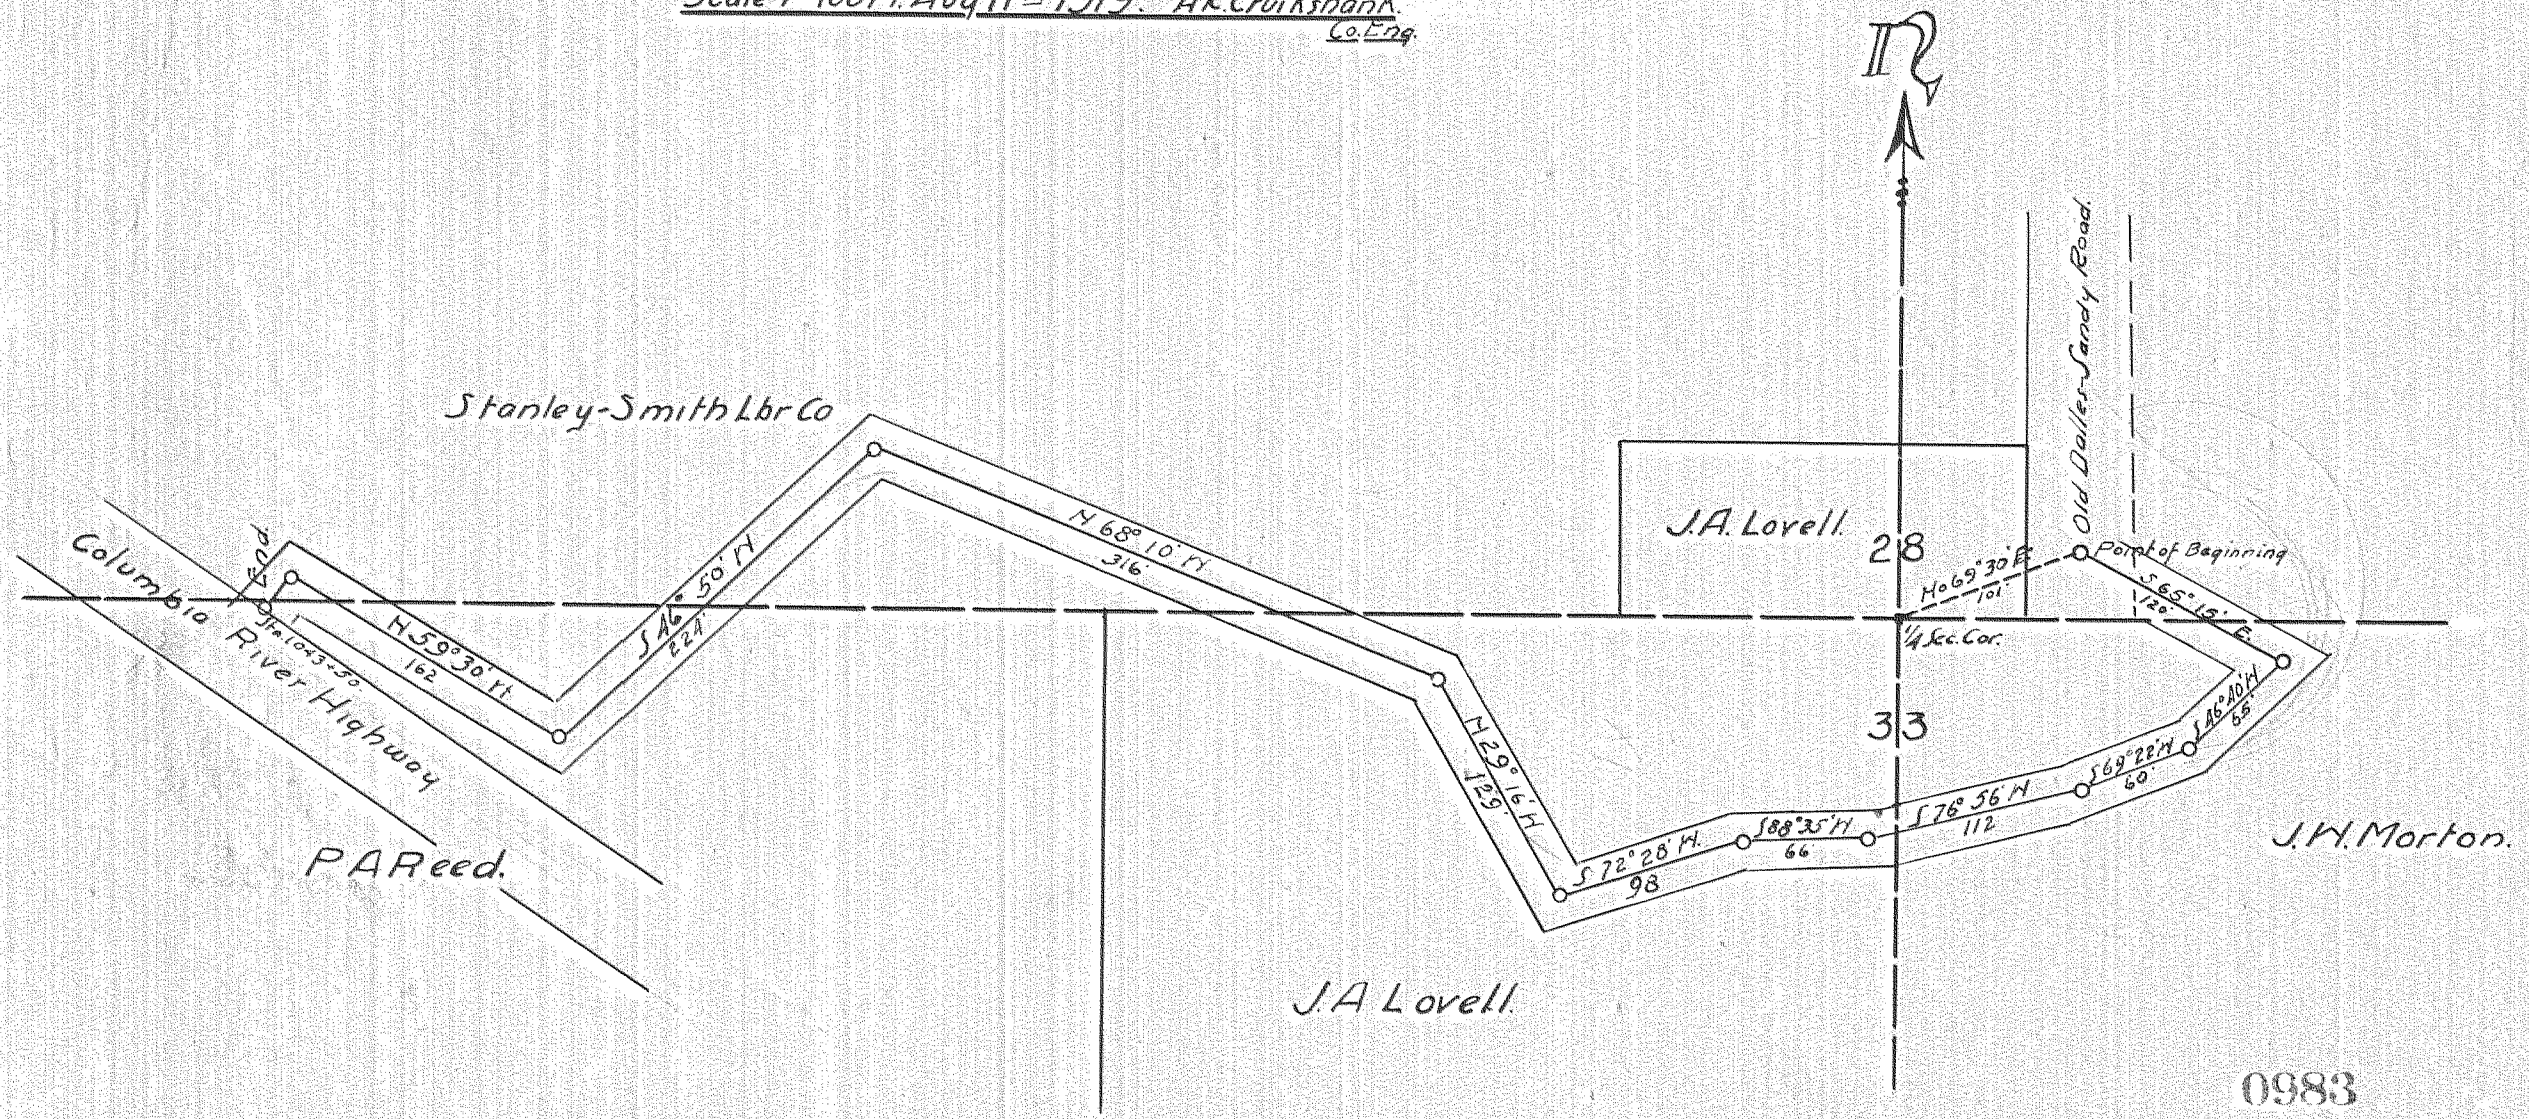 Scale 1"=100 Ft. Aug 11 - 1919. A.K. Cruikshank.
Co. Eng.
N
Old Dalles-Sandy Road.
Stanley-Smith Lbr Co
J.A. Lovell.
28
Point of Beginning
No 69° 30' E.
101'
1/4 Sec. Cor.
S 65° 15' E.
120'
End.
Sta. 1043+50
Columbia River Highway
N 59° 30' W.
162
S 46° 50' W
224'
N 68° 10' W
316'
N 29° 16' W
129'
S 72° 28' W.
98
S 88° 35' W
66
S 76° 56' W
112
S 69° 22' W
60'
S 46° 40' W
65'
33
P A Reed.
J.W. Morton.
J.A Lovell.
0983